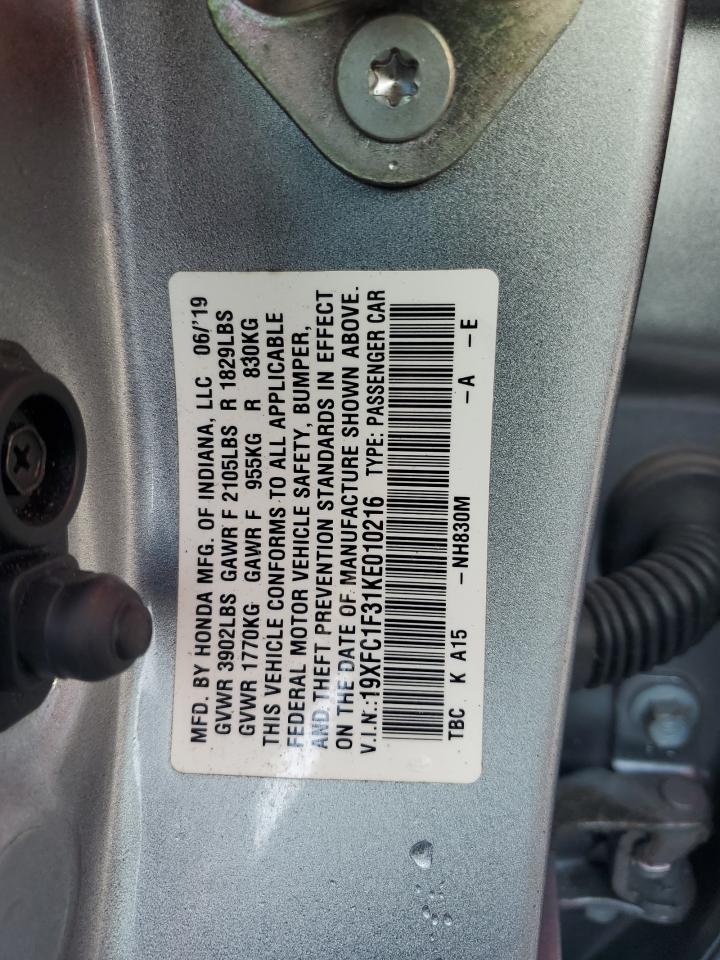 MFD. BY HONDA MFG. OF INDIANA, LLC 06/'19
GVWR 3902LBS GAWR F 2105LBS R 1829LBS
GVWR 1770KG GAWR F 955KG R 830KG
THIS VEHICLE CONFORMS TO ALL APPLICABLE
FEDERAL MOTOR VEHICLE SAFETY, BUMPER,
AND THEFT PREVENTION STANDARDS IN EFFECT
ON THE DATE OF MANUFACTURE SHOWN ABOVE.
V.I.N.:19XFC1F31KE010216 TYPE: PASSENGER CAR
TBC K A15 -NH830M -A -E